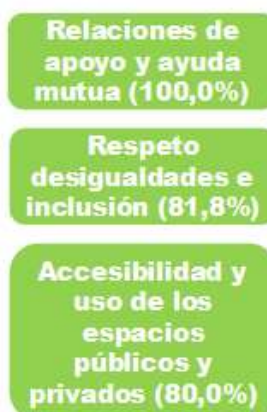 Relaciones de
apoyo y ayuda
mutua (100,0%)
Respeto
desigualdades e
inclusión (81,8%)
Accesibilidad y
uso de los
espacios
públicos y
privados (80,0%)